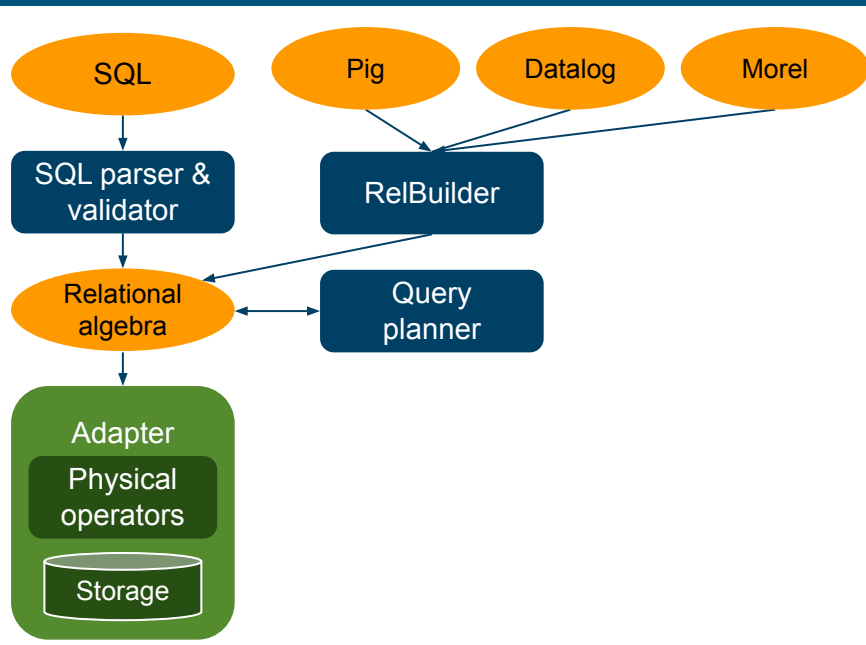 SQL
Pig
Datalog
Morel
SQL parser &
validator
RelBuilder
Relational
algebra
Query
planner
Adapter
Physical
operators
Storage